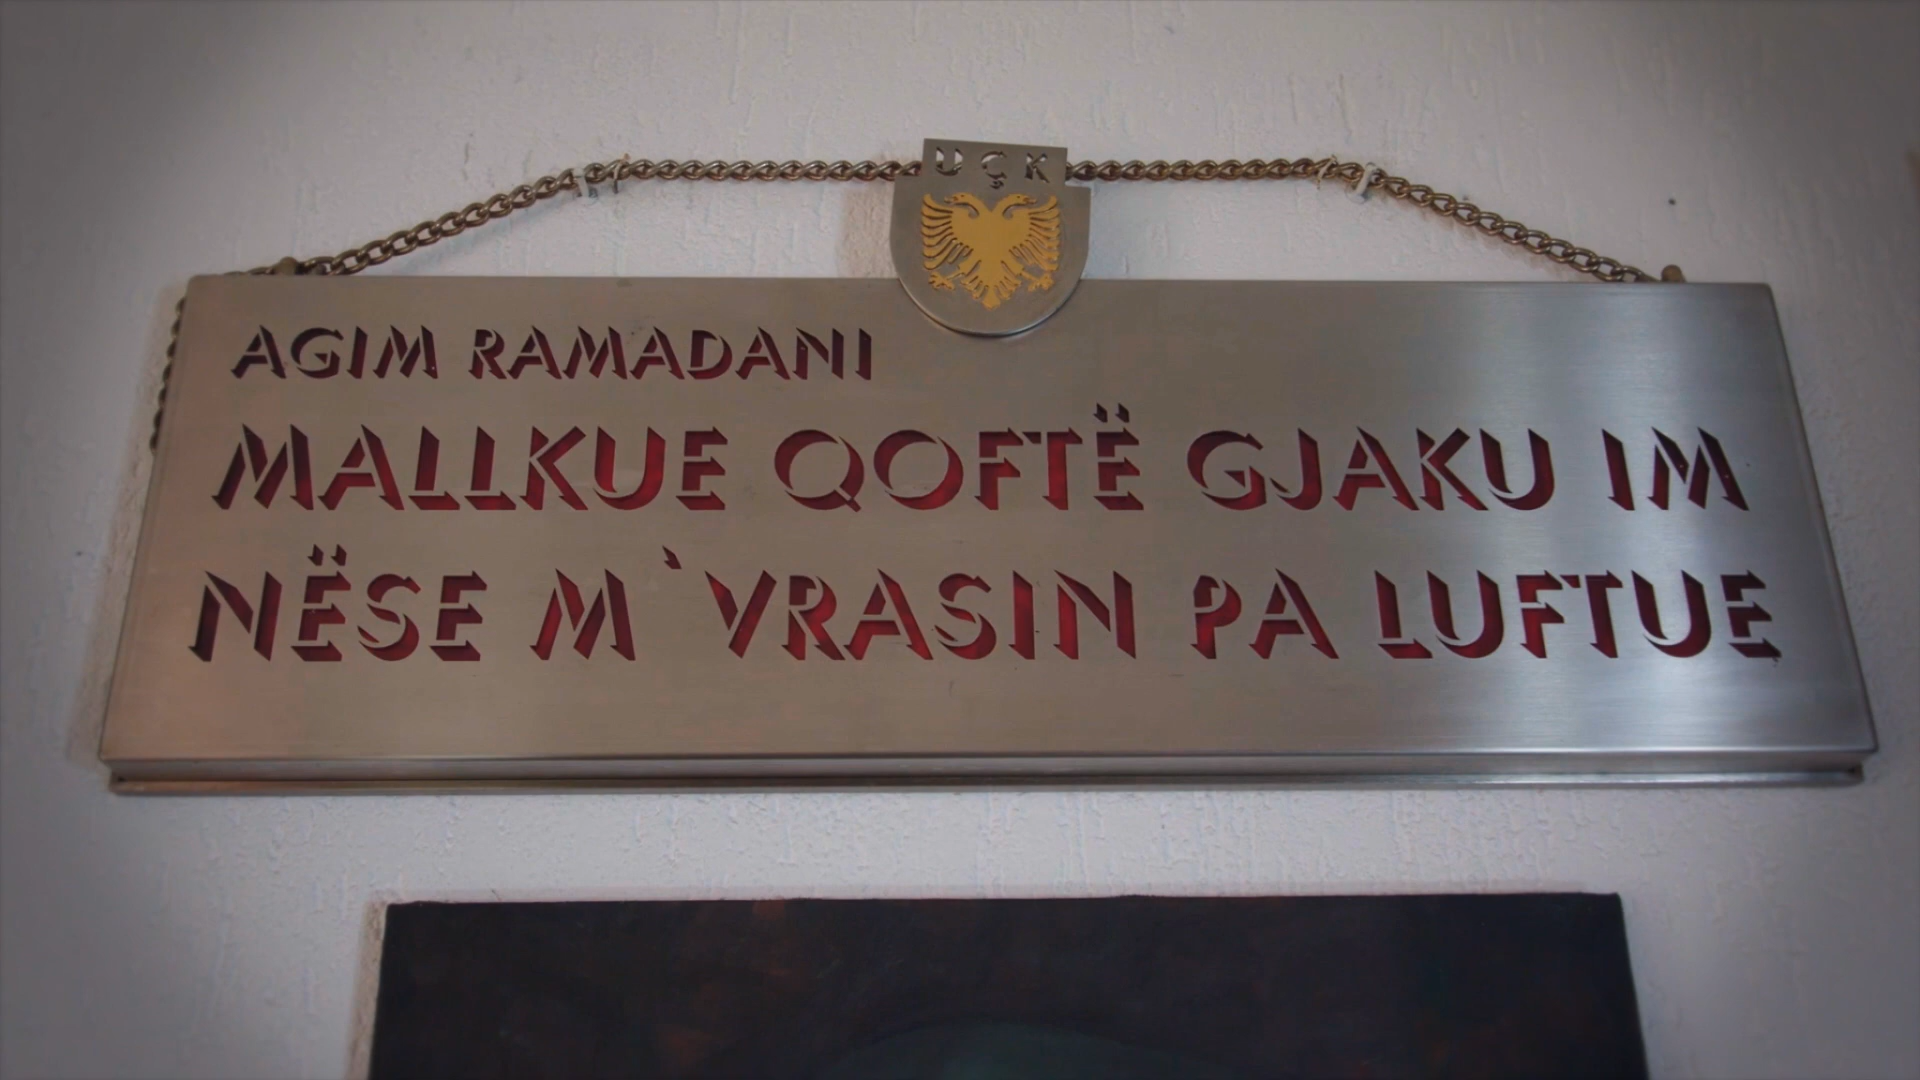 UÇK
AGIM RAMADANI
MALLKUE QOFTË GJAKU IM
NËSE M`VRASIN PA LUFTUE